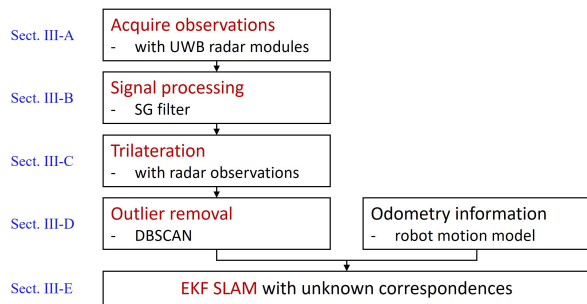 Sect. III-A
Acquire observations
- with UWB radar modules
Sect. III-B
Signal processing
- SG filter
Sect. III-C
Trilateration
- with radar observations
Sect. III-D
Outlier removal
- DBSCAN
Odometry information
- robot motion model
Sect. III-E
EKF SLAM with unknown correspondences